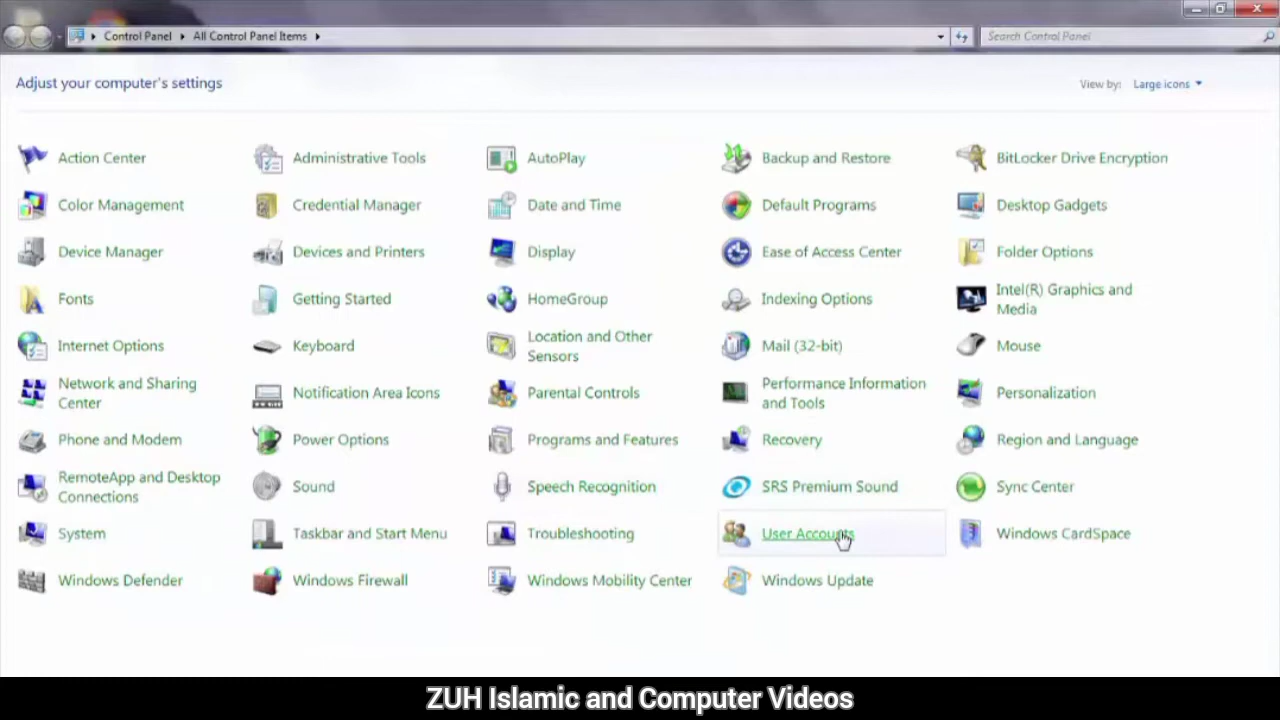 Control Panel All Control Panel Items Search Control Panel
Adjust your computer's settings View by: Large icons
Action Center Administrative Tools AutoPlay Backup and Restore BitLocker Drive Encryption
Color Management Credential Manager Date and Time Default Programs Desktop Gadgets
Device Manager Devices and Printers Display Ease of Access Center Folder Options
Fonts Getting Started HomeGroup Indexing Options Intel(R) Graphics and
Media
Internet Options Keyboard Location and Other Mail (32-bit) Mouse
Sensors
Network and Sharing Notification Area Icons Parental Controls Performance Information Personalization
Center and Tools
Phone and Modem Power Options Programs and Features Recovery Region and Language
RemoteApp and Desktop Sound Speech Recognition SRS Premium Sound Sync Center
Connections
System Taskbar and Start Menu Troubleshooting User Accounts Windows CardSpace
Windows Defender Windows Firewall Windows Mobility Center Windows Update
ZUH Islamic and Computer Videos